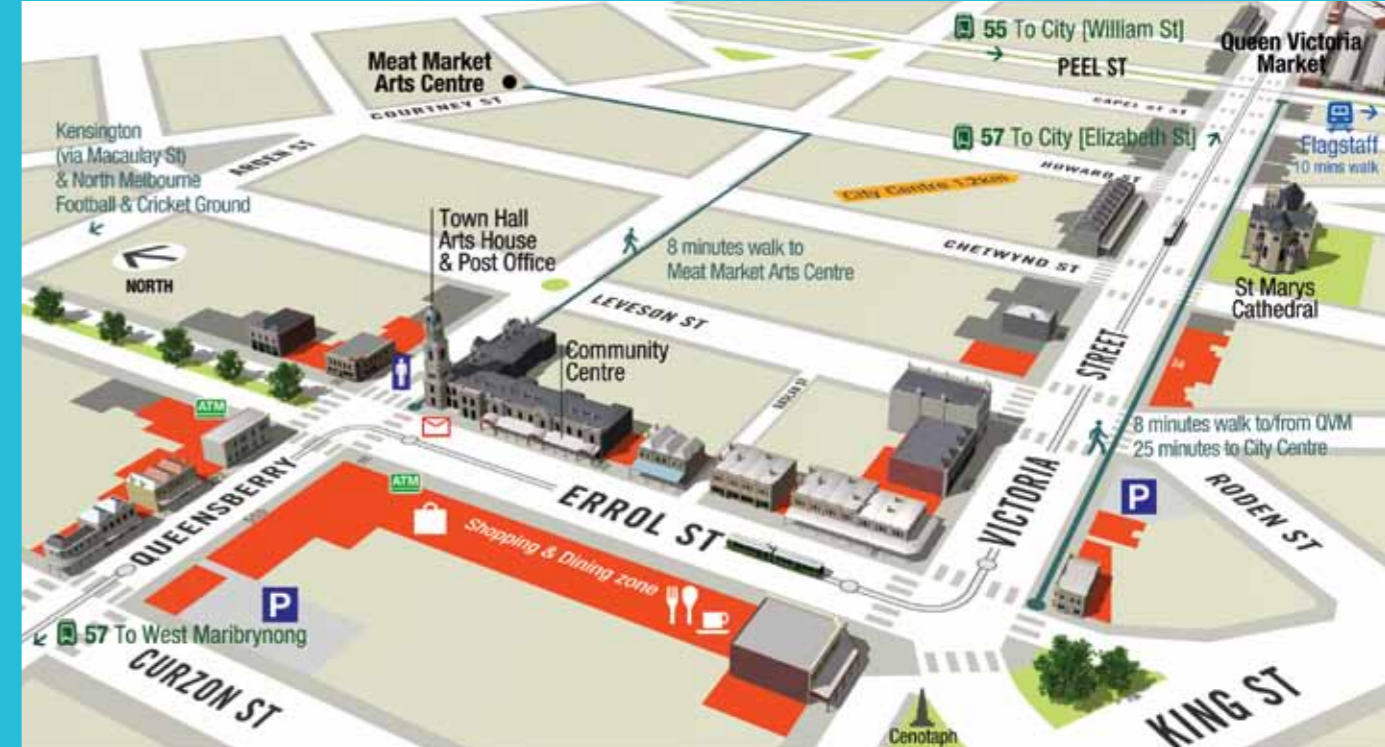 55 To City [William St]
PEEL ST
Queen Victoria
Market
Meat Market
Arts Centre
COURTNEY ST
CAPEL ST
Kensington
(via Macaulay St)
& North Melbourne
Football & Cricket Ground
ARDEN ST
57 To City [Elizabeth St]
Flagstaff
10 mins walk
HOWARD ST
City Centre 1.2km
Town Hall
Arts House
& Post Office
8 minutes walk to
Meat Market Arts Centre
CHETWYND ST
St Marys
Cathedral
NORTH
LEVESON ST
Community
Centre
STREET
VICTORIA
8 minutes walk to/from QVM
25 minutes to City Centre
ATM
ATM
QUEENSBERRY
ERROL ST
Shopping & Dining zone
P
RODEN ST
P
57 To West Maribrynong
CURZON ST
KING ST
Cenotaph